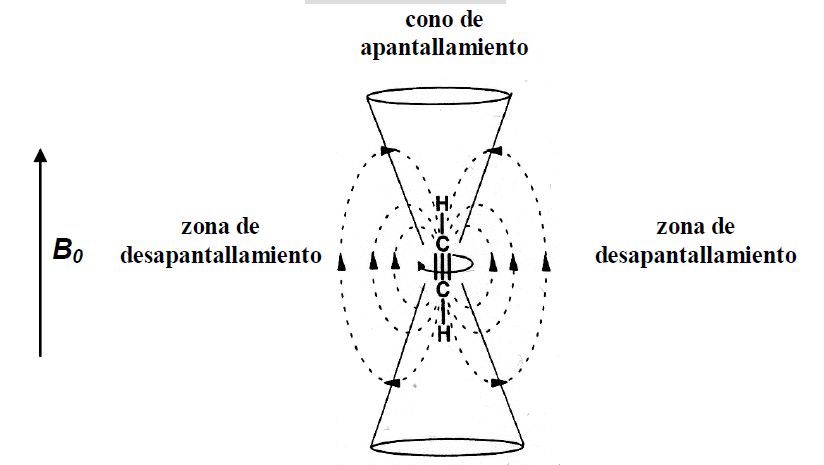 cono de
apantallamiento
H
C
C
H
B0
zona de
desapantallamiento
zona de
desapantallamiento